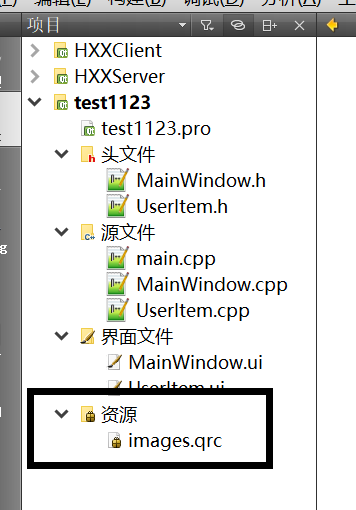 项目
HXXClient
HXXServer
test1123
test1123.pro
头文件
MainWindow.h
UserItem.h
源文件
main.cpp
MainWindow.cpp
UserItem.cpp
界面文件
MainWindow.ui
UserItem.ui
资源
images.qrc